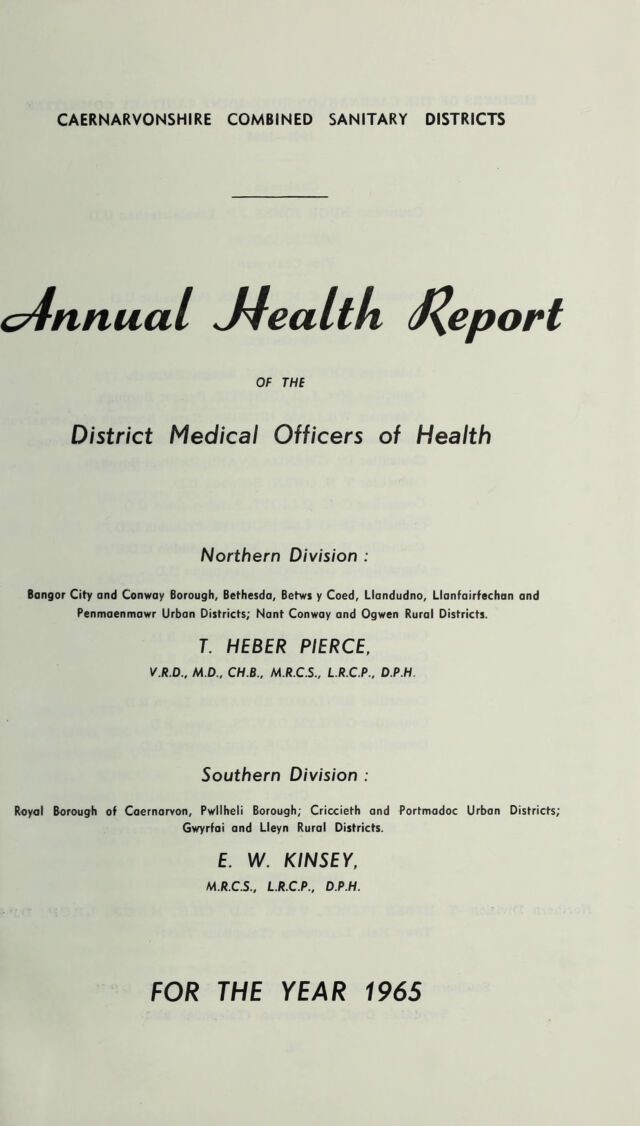 CAERNARVONSHIRE COMBINED SANITARY DISTRICTS
Annual Health Report
OF THE
District Medical Officers of Health
Northern Division :
Bangor City and Conway Borough, Bethesda, Betws y Coed, Llandudno, Llanfairfechan and
Penmaenmawr Urban Districts; Nant Conway and Ogwen Rural Districts.
T. HEBER PIERCE,
V.R.D., M.D., CH.B., M.R.C.S., L.R.C.P., D.P.H.
Southern Division :
Royal Borough of Caernarvon, Pwllheli Borough; Criccieth and Portmadoc Urban Districts;
Gwyrfai and Lleyn Rural Districts.
E. W. KINSEY,
M.R.C.S., L.R.C.P., D.P.H.
FOR THE YEAR 1965